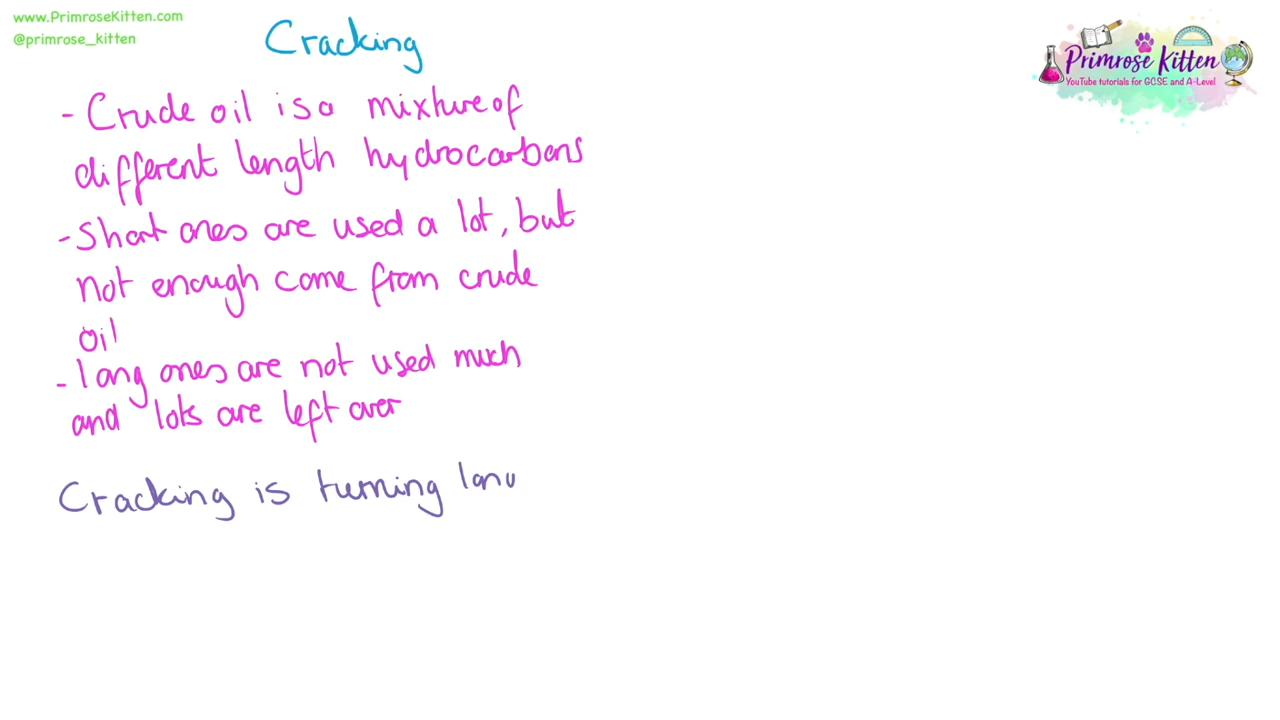 www.PrimroseKitten.com
@primrose_kitten
Cracking
Primrose Kitten
YouTube tutorials for GCSE and A-Level
- Crude oil is a mixture of
different length hydrocarbons
- Short ones are used a lot, but
not enough come from crude
oil
- long ones are not used much
and lots are left over
Cracking is turning